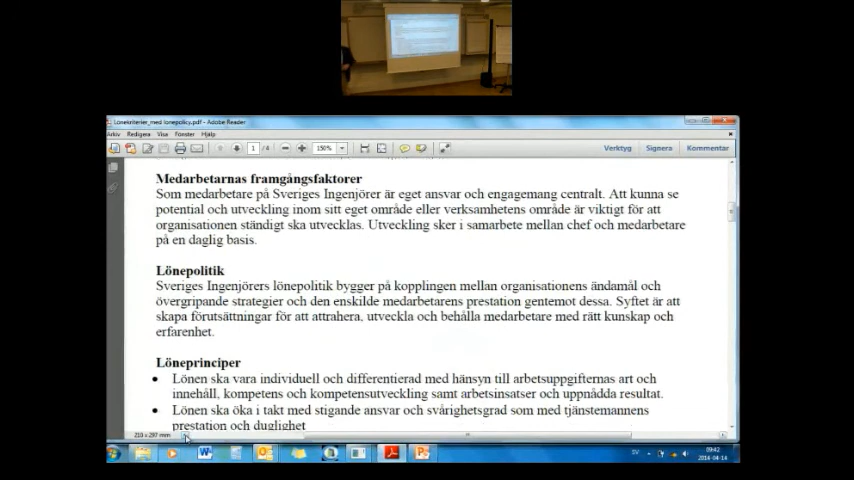 Lönekriterier_med lönepolicy.pdf - Adobe Reader
Arkiv Redigera Visa Fönster Hjälp
1 / 4 150% Verktyg Signera Kommentar
Medarbetarnas framgångsfaktorer
Som medarbetare på Sveriges Ingenjörer är eget ansvar och engagemang centralt. Att kunna se
potential och utveckling inom sitt eget område eller verksamhetens område är viktigt för att
organisationen ständigt ska utvecklas. Utveckling sker i samarbete mellan chef och medarbetare
på en daglig basis.
Lönepolitik
Sveriges Ingenjörers lönepolitik bygger på kopplingen mellan organisationens ändamål och
övergripande strategier och den enskilde medarbetarens prestation gentemot dessa. Syftet är att
skapa förutsättningar för att attrahera, utveckla och behålla medarbetare med rätt kunskap och
erfarenhet.
Löneprinciper
• Lönen ska vara individuell och differentierad med hänsyn till arbetsuppgifternas art och
innehåll, kompetens och kompetensutveckling samt arbetsinsatser och uppnådda resultat.
• Lönen ska öka i takt med stigande ansvar och svårighetsgrad som med tjänstemannens
prestation och duglighet
210 x 297 mm
SV 09:42
2014-04-14